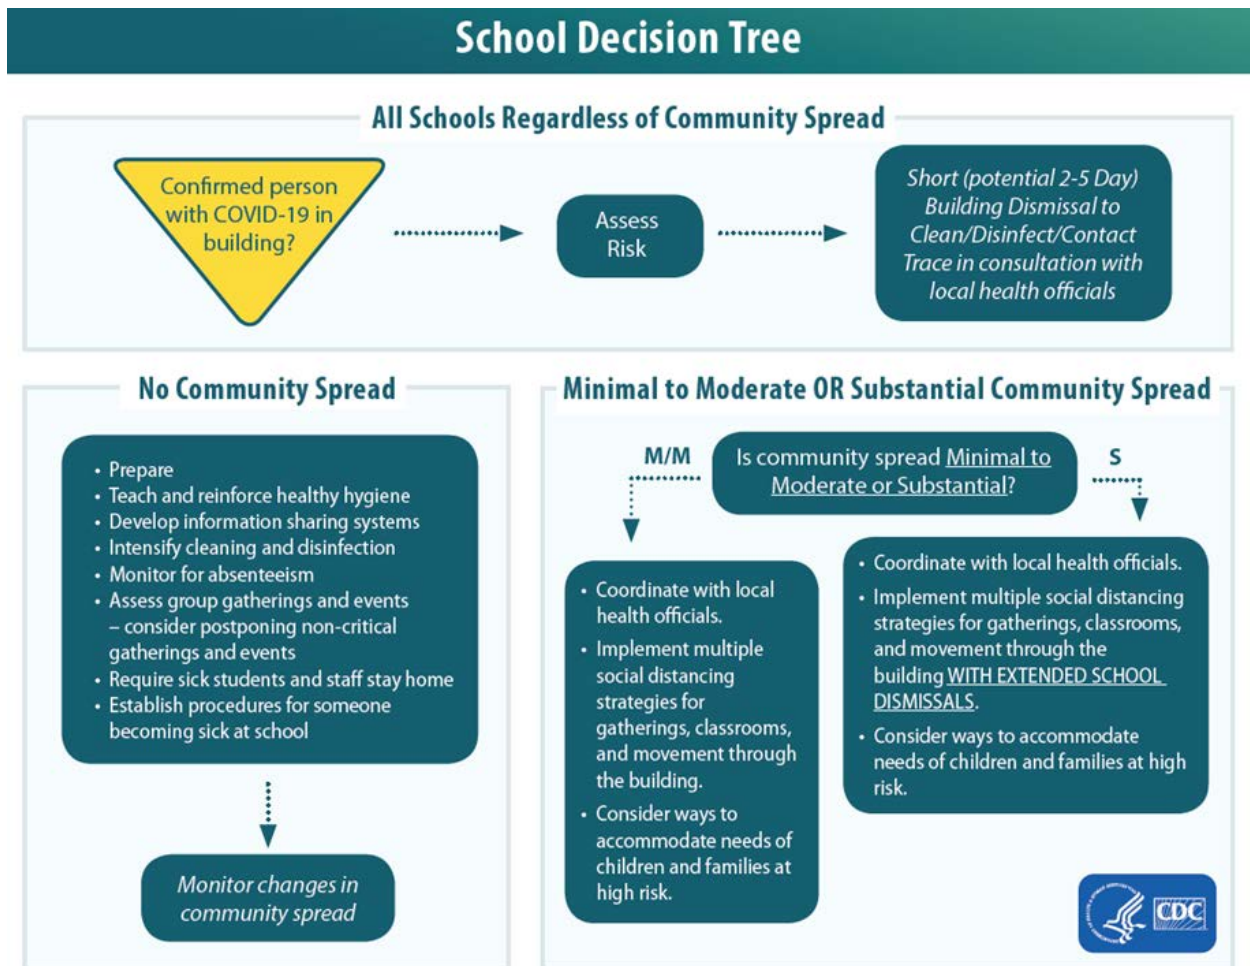 School Decision Tree
All Schools Regardless of Community Spread
Confirmed person
with COVID-19 in
building?
Assess
Risk
Short (potential 2-5 Day)
Building Dismissal to
Clean/Disinfect/Contact
Trace in consultation with
local health officials
No Community Spread
• Prepare
• Teach and reinforce healthy hygiene
• Develop information sharing systems
• Intensify cleaning and disinfection
• Monitor for absenteeism
• Assess group gatherings and events
– consider postponing non-critical
gatherings and events
• Require sick students and staff stay home
• Establish procedures for someone
becoming sick at school
Monitor changes in
community spread
Minimal to Moderate OR Substantial Community Spread
M/M
Is community spread Minimal to
Moderate or Substantial?
S
• Coordinate with local
health officials.
• Implement multiple
social distancing
strategies for
gatherings, classrooms,
and movement through
the building.
• Consider ways to
accommodate needs of
children and families at
high risk.
• Coordinate with local health officials.
• Implement multiple social distancing
strategies for gatherings, classrooms,
and movement through the
building WITH EXTENDED SCHOOL
DISMISSALS.
• Consider ways to accommodate
needs of children and families at high
risk.
CDC